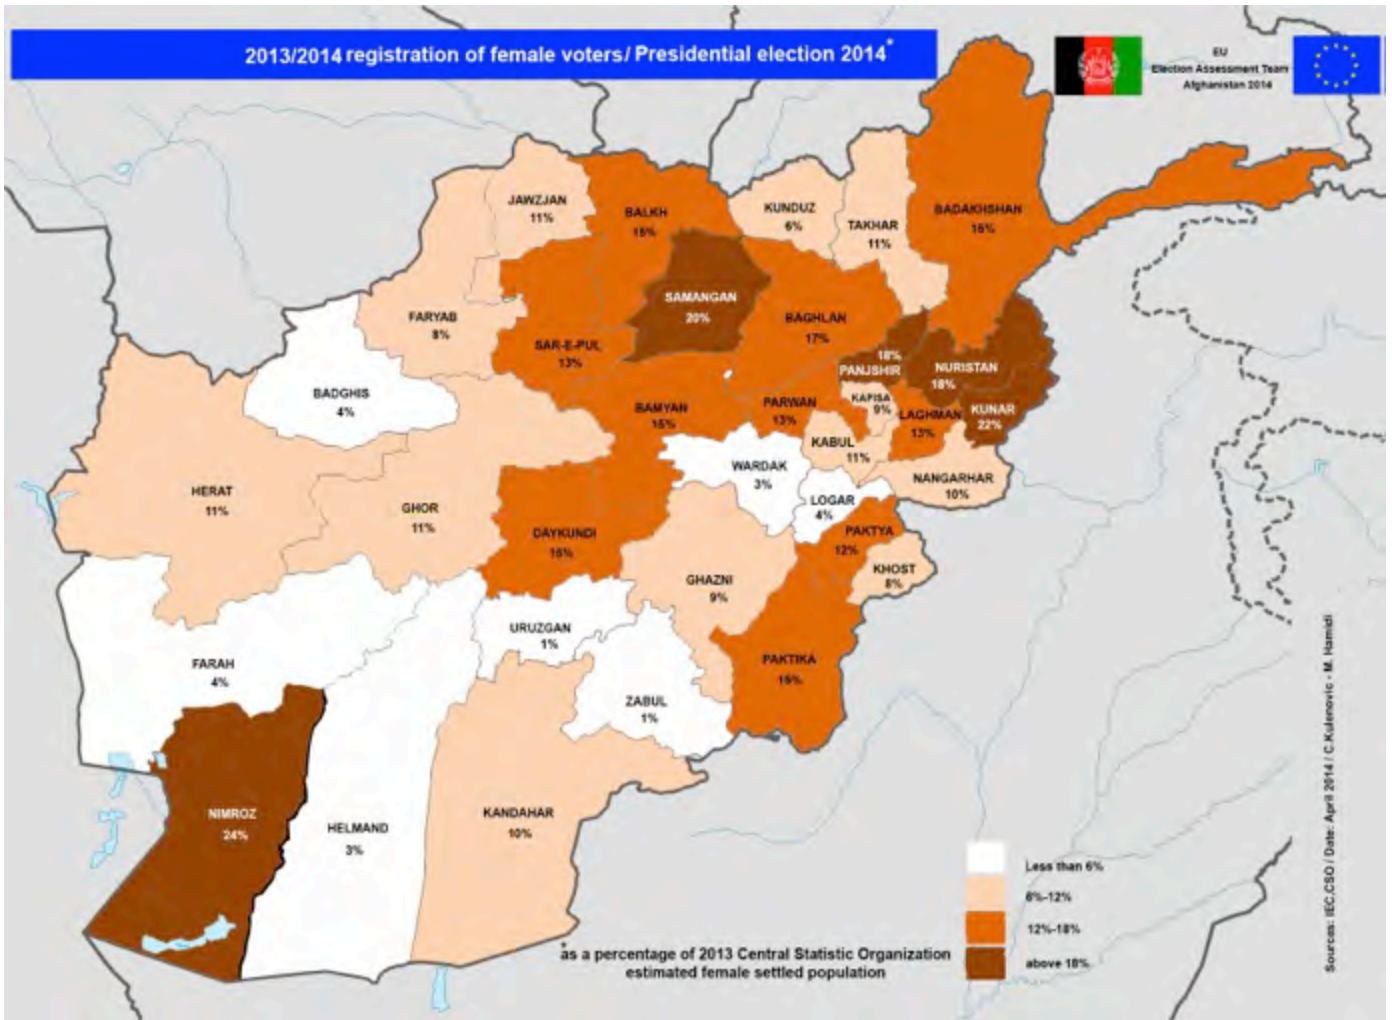 2013/2014 registration of female voters/ Presidential election 2014*
EU
Election Assessment Team
Afghanistan 2014
JAWZJAN
11%
BALKH
15%
KUNDUZ
6%
TAKHAR
11%
BADAKHSHAN
16%
FARYAB
8%
SAMANGAN
20%
SAR-E-PUL
13%
BAGHLAN
17%
18%
PANJSHIR
NURISTAN
18%
BADGHIS
4%
BAMYAN
15%
PARWAN
13%
KAPISA
9%
LAGHMAN
13%
KUNAR
22%
KABUL
11%
WARDAK
3%
NANGARHAR
10%
HERAT
11%
GHOR
11%
LOGAR
4%
DAYKUNDI
16%
PAKTYA
12%
KHOST
8%
GHAZNI
9%
URUZGAN
1%
FARAH
4%
PAKTIKA
15%
ZABUL
1%
NIMROZ
24%
HELMAND
3%
KANDAHAR
10%
Less than 6%
6%-12%
12%-18%
above 18%
*as a percentage of 2013 Central Statistic Organization
estimated female settled population
Sources: IEC,CSO / Date: April 2014 / C.Kulenovic - M. Hamidi